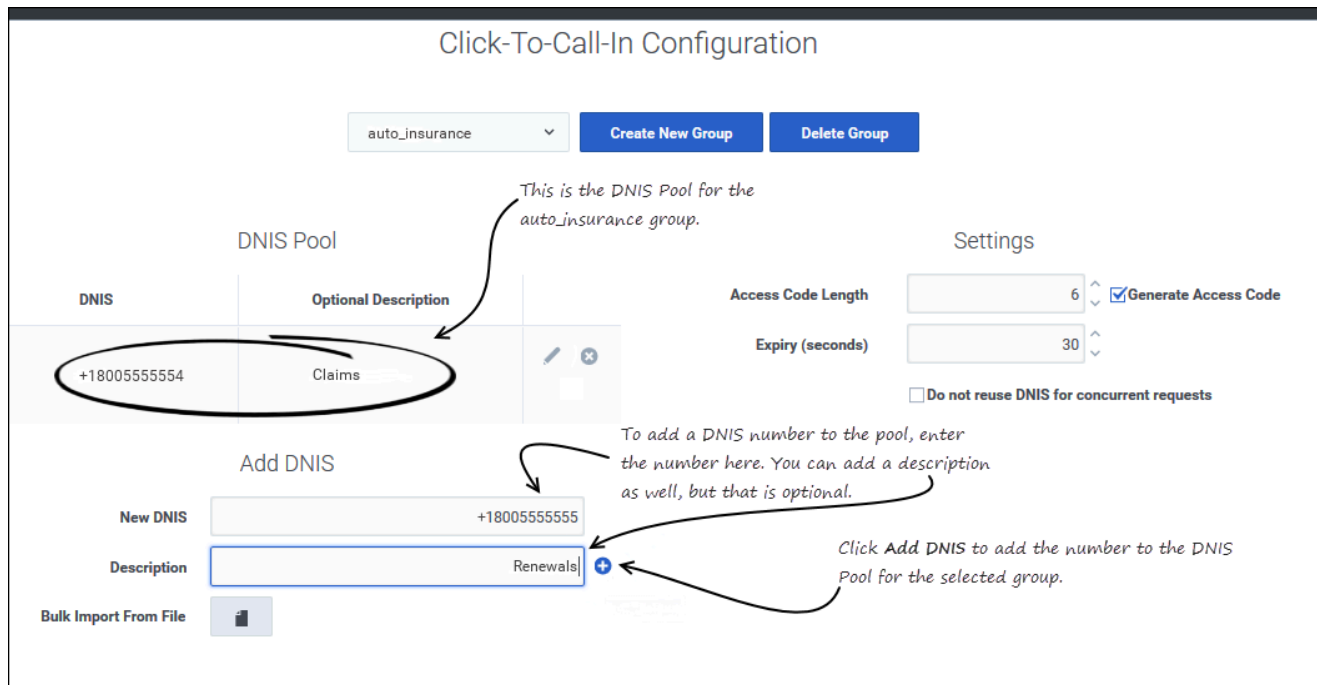 Click-To-Call-In Configuration
auto_insurance
Create New Group
Delete Group
This is the DNIS Pool for the
auto_insurance group.
DNIS Pool
DNIS
Optional Description
+18005555554
Claims
Settings
Access Code Length
6
Generate Access Code
Expiry (seconds)
30
Do not reuse DNIS for concurrent requests
To add a DNIS number to the pool, enter
the number here. You can add a description
as well, but that is optional.
Add DNIS
New DNIS
+18005555555
Description
Renewals
Click Add DNIS to add the number to the DNIS
Pool for the selected group.
Bulk Import From File